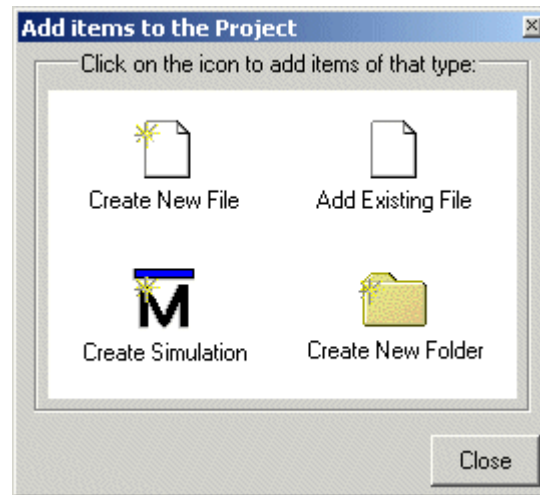 Add items to the Project
Click on the icon to add items of that type:
Create New File
Add Existing File
M
Create Simulation
Create New Folder
Close